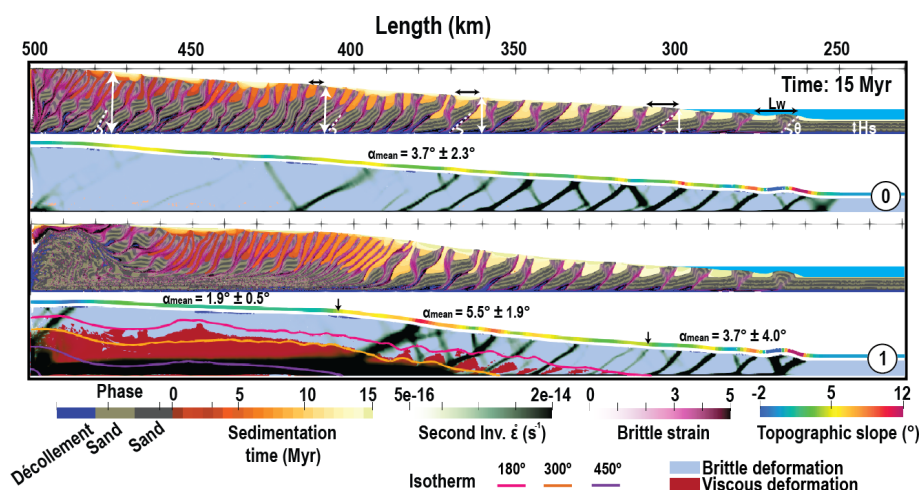 Length (km)
500 450 400 350 300 250
Time: 15 Myr
Lw
θ
Hs
αmean = 3.7° ± 2.3°
0
αmean = 1.9° ± 0.5°
αmean = 5.5° ± 1.9°
αmean = 3.7° ± 4.0°
1
Phase
0 5 10 15
5e-16 2e-14
0 3 5
-2 5 12
Décollement
Sand
Sand
Sedimentation
time (Myr)
Second Inv. ε̇ (s⁻¹)
Brittle strain
Topographic slope (°)
Isotherm
180° 300° 450°
Brittle deformation
Viscous deformation